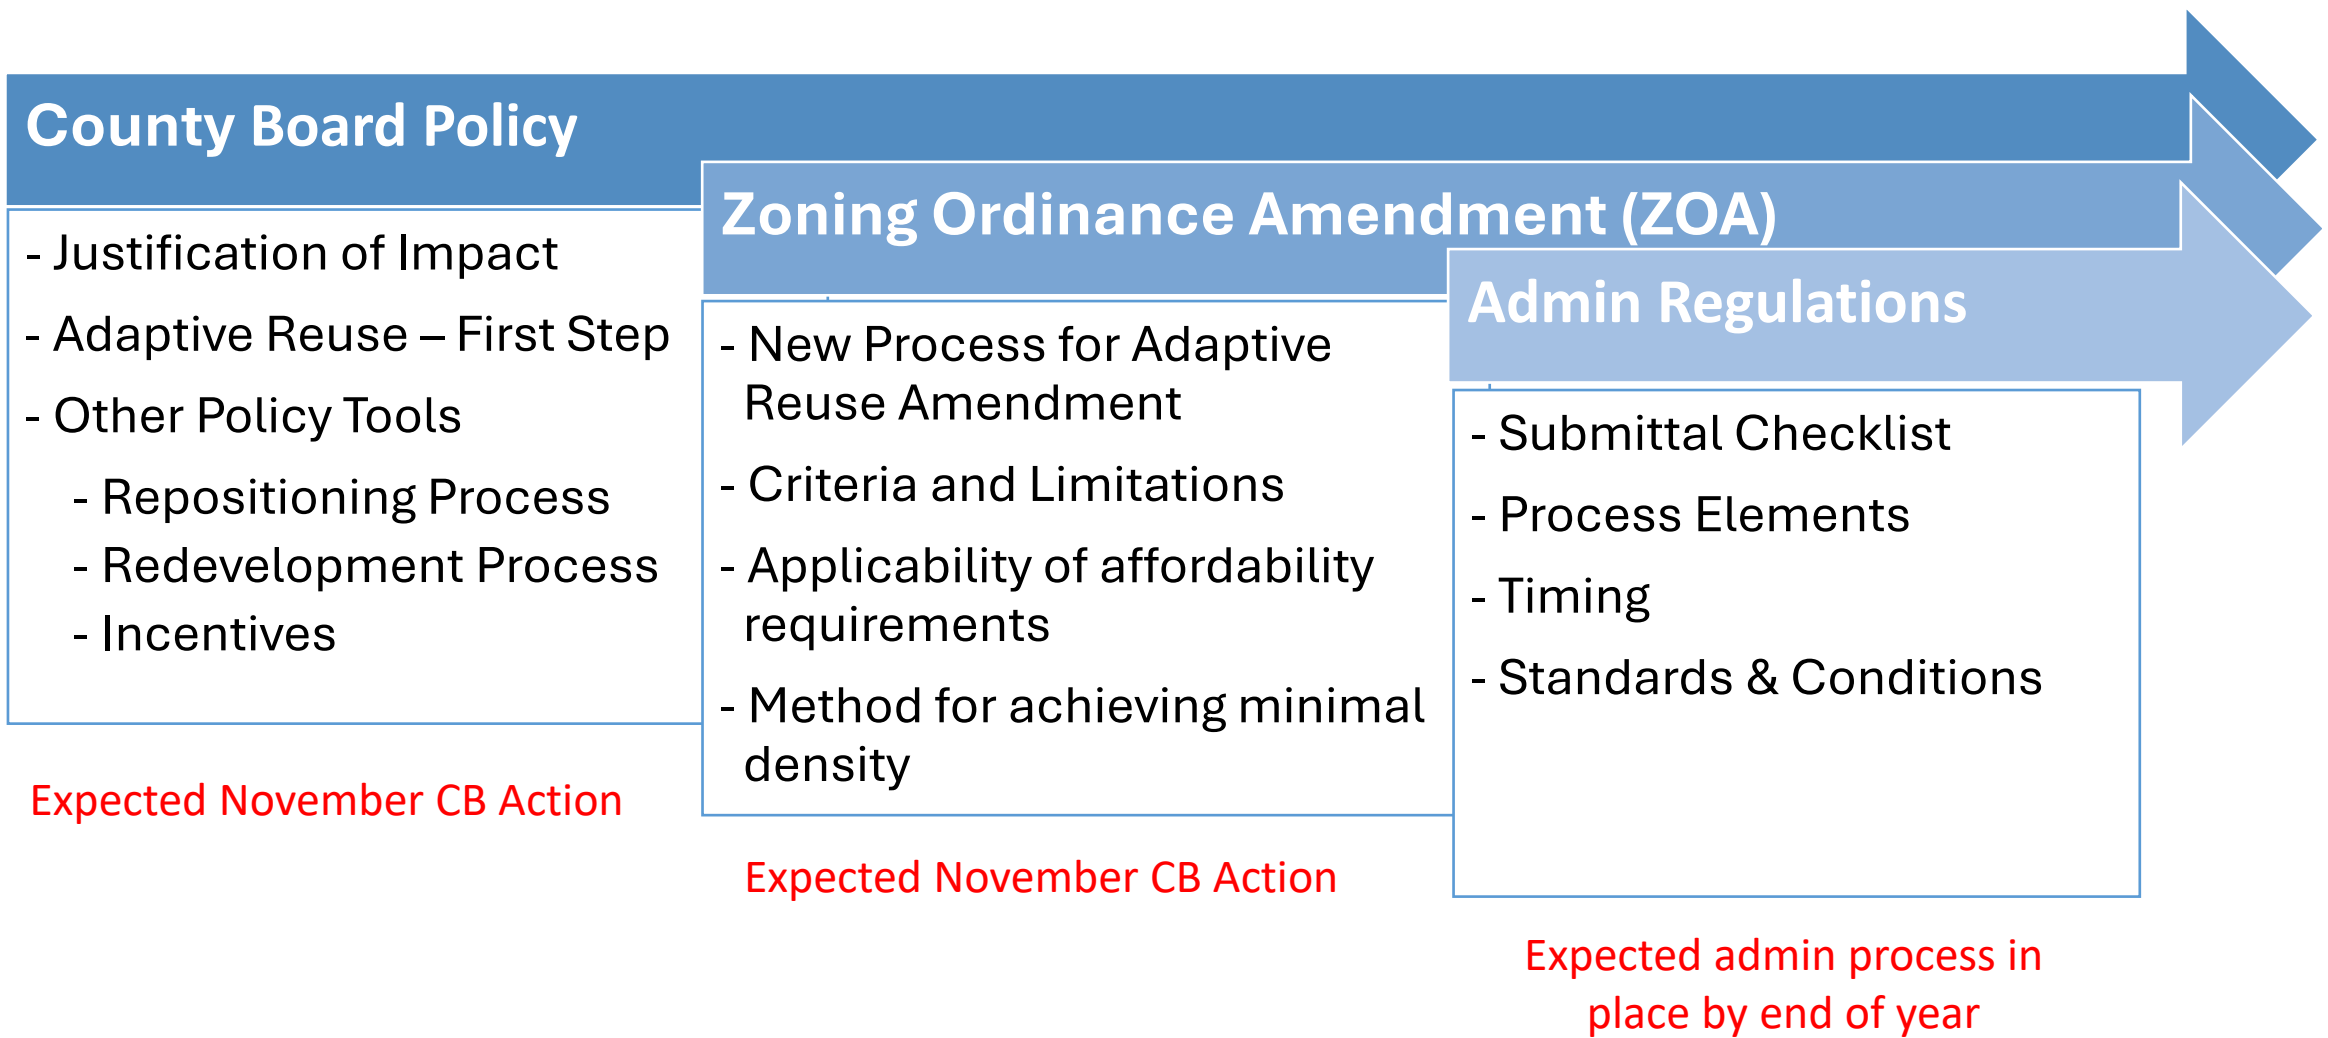 County Board Policy
- Justification of Impact
- Adaptive Reuse – First Step
- Other Policy Tools
- Repositioning Process
- Redevelopment Process
- Incentives
Expected November CB Action
Zoning Ordinance Amendment (ZOA)
- New Process for Adaptive
Reuse Amendment
- Criteria and Limitations
- Applicability of affordability
requirements
- Method for achieving minimal
density
Expected November CB Action
Admin Regulations
- Submittal Checklist
- Process Elements
- Timing
- Standards & Conditions
Expected admin process in
place by end of year